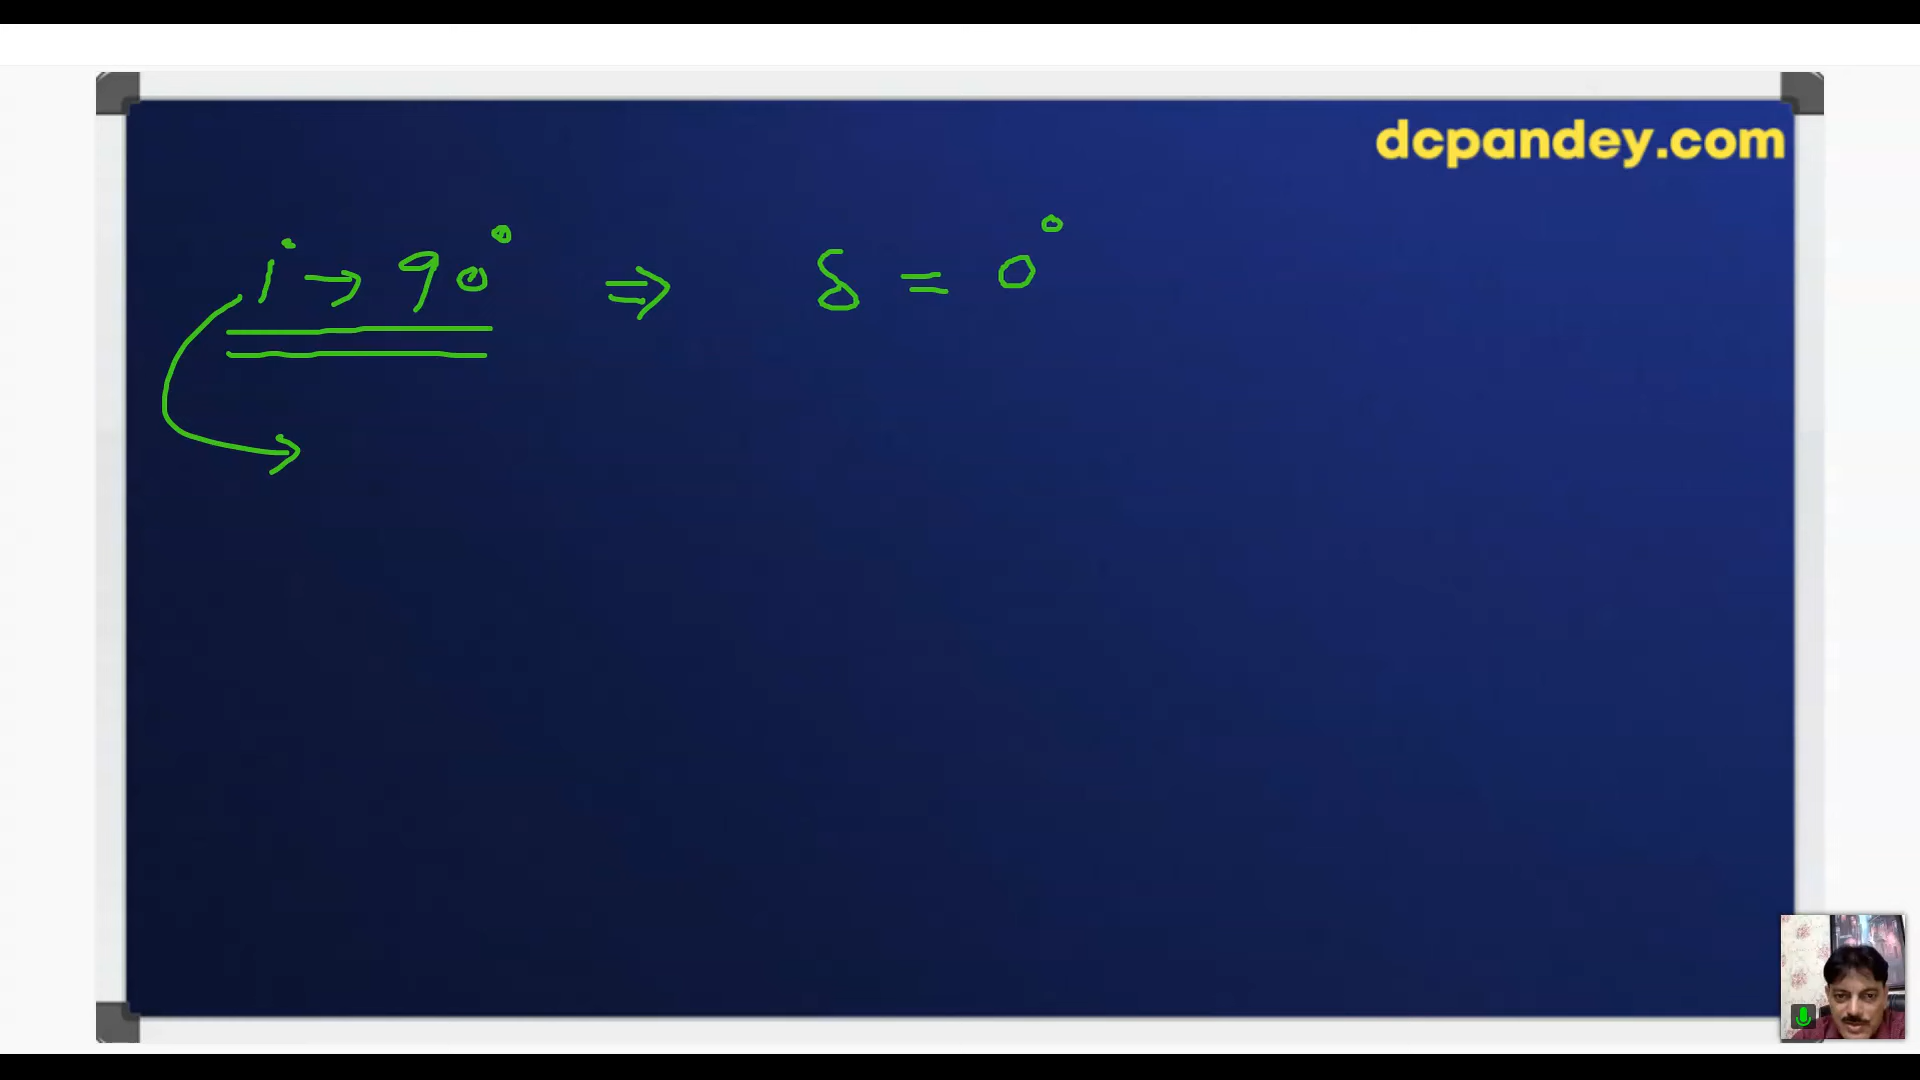 dcpandey.com
i → 90° ⇒ δ = 0°